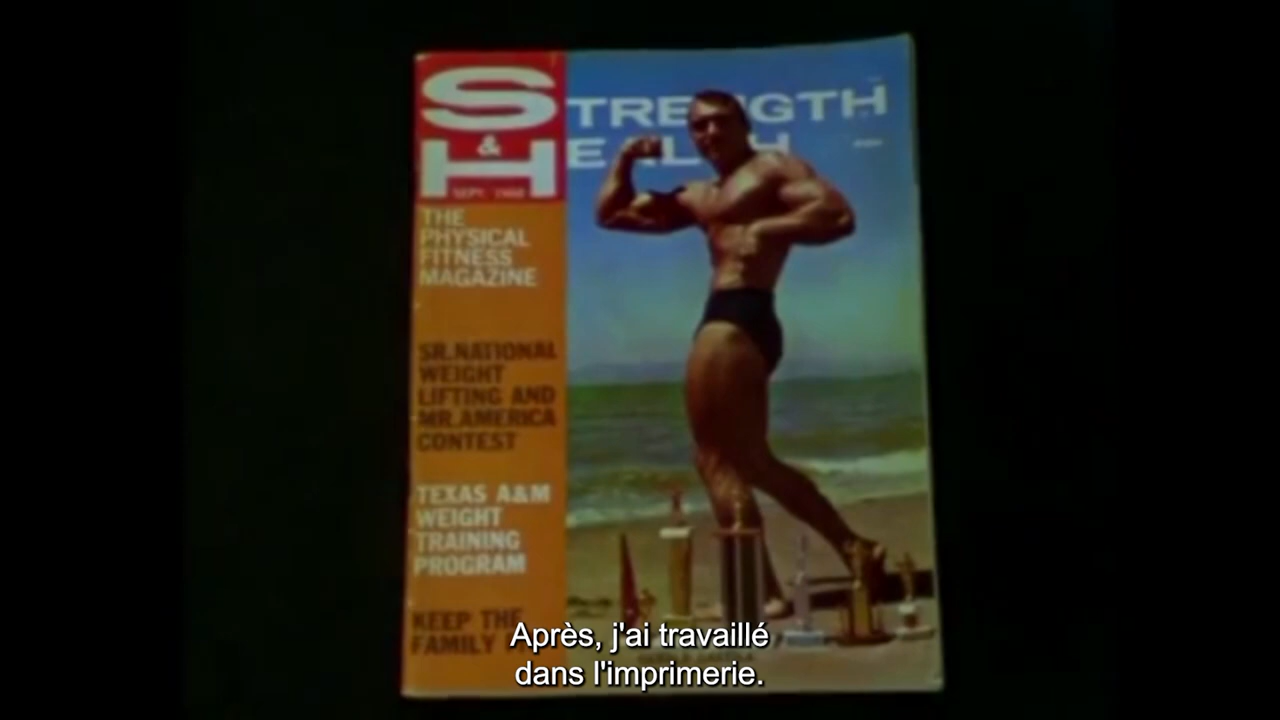 S
&
H
STRENGTH
HEALTH
SEPT.
THE
PHYSICAL
FITNESS
MAGAZINE
SR. NATIONAL
WEIGHT
LIFTING AND
MR. AMERICA
CONTEST
TEXAS A&M
WEIGHT
TRAINING
PROGRAM
KEEP THE
FAMILY
Après, j'ai travaillé
dans l'imprimerie.